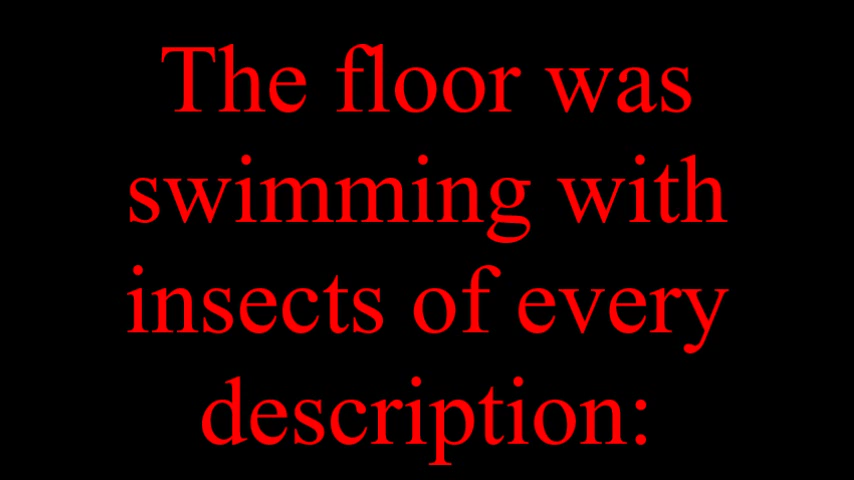 The floor was
swimming with
insects of every
description: